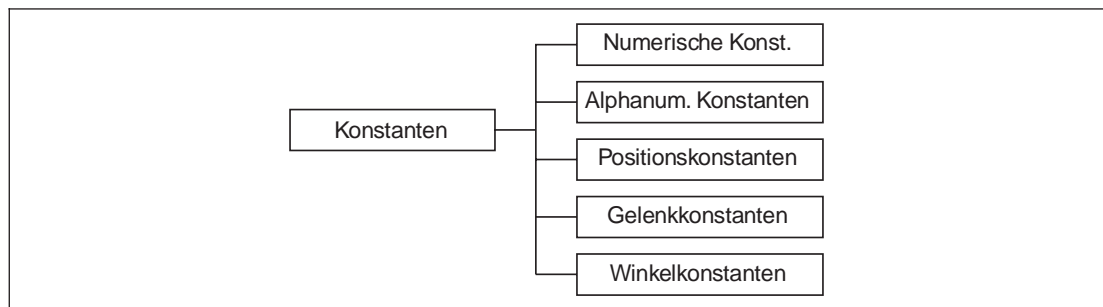 Konstanten
Numerische Konst.
Alphanum. Konstanten
Positionskonstanten
Gelenkkonstanten
Winkelkonstanten